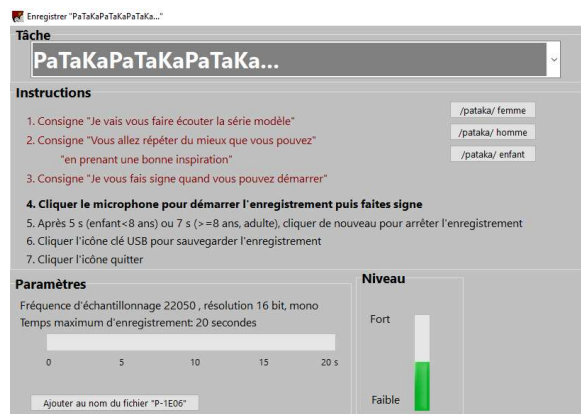 Enregistrer "PaTaKaPaTaKaPaTaKa..."
Tâche
PaTaKaPaTaKaPaTaKa...
Instructions
1. Consigne "Je vais vous faire écouter la série modèle"
2. Consigne "Vous allez répéter du mieux que vous pouvez"
"en prenant une bonne inspiration"
3. Consigne "Je vous fais signe quand vous pouvez démarrer"
/pataka/ femme
/pataka/ homme
/pataka/ enfant
4. Cliquer le microphone pour démarrer l'enregistrement puis faites signe
5. Après 5 s (enfant<8 ans) ou 7 s (>=8 ans, adulte), cliquer de nouveau pour arrêter l'enregistrement
6. Cliquer l'icône clé USB pour sauvegarder l'enregistrement
7. Cliquer l'icône quitter
Paramètres
Fréquence d'échantillonnage 22050 , résolution 16 bit, mono
Temps maximum d'enregistrement: 20 secondes
0 5 10 15 20 s
Ajouter au nom du fichier "P-1E06"
Niveau
Fort
Faible